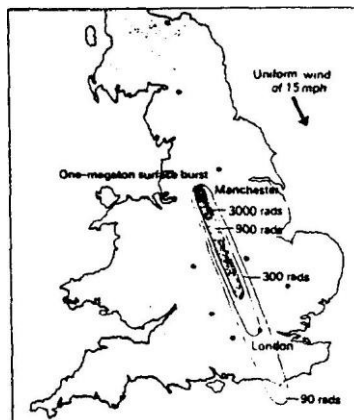 Uniform wind
of 15 mph
One-megaton surface burst
Manchester
3000 rads
900 rads
300 rads
London
90 rads